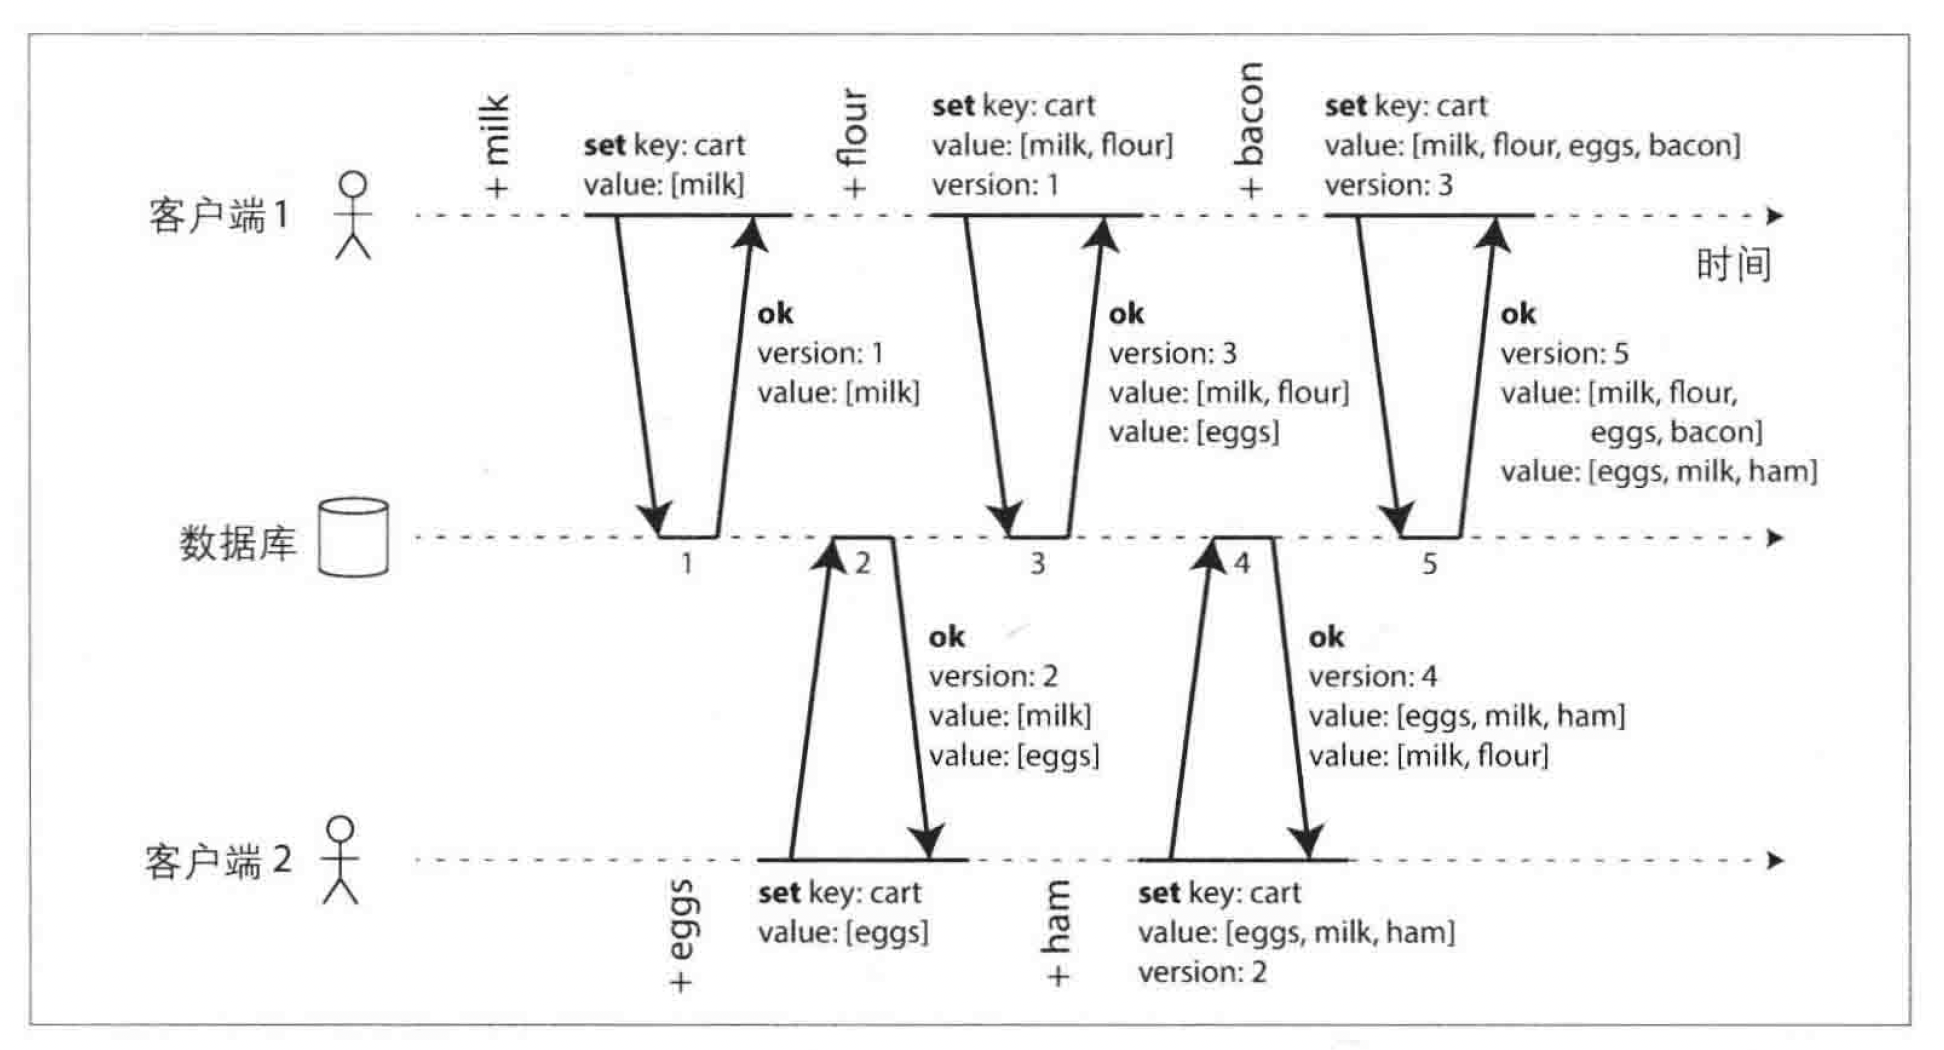 + milk
set key: cart
value: [milk]
+ flour
set key: cart
value: [milk, flour]
version: 1
+ bacon
set key: cart
value: [milk, flour, eggs, bacon]
version: 3
客户端 1
时间
ok
version: 1
value: [milk]
ok
version: 3
value: [milk, flour]
value: [eggs]
ok
version: 5
value: [milk, flour,
eggs, bacon]
value: [eggs, milk, ham]
数据库
1
2
3
4
5
ok
version: 2
value: [milk]
value: [eggs]
ok
version: 4
value: [eggs, milk, ham]
value: [milk, flour]
客户端 2
+ eggs
set key: cart
value: [eggs]
+ ham
set key: cart
value: [eggs, milk, ham]
version: 2